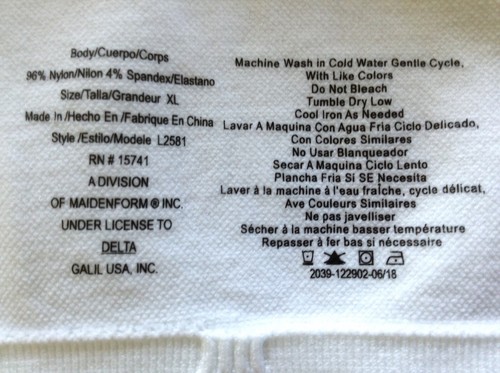 Body/Cuerpo/Corps
96% Nylon/Nilon 4% Spandex/Elastano
Size/Talla/Grandeur XL
Made In /Hecho En /Fabrique En China
Style /Estilo/Modele L2581
RN # 15741
A DIVISION
OF MAIDENFORM ® INC.
UNDER LICENSE TO
DELTA
GALIL USA, INC.
Machine Wash in Cold Water Gentle Cycle,
With Like Colors
Do Not Bleach
Tumble Dry Low
Cool Iron As Needed
Lavar A Maquina Con Agua Fria Ciclo Delicado,
Con Colores Similares
No Usar Blanqueador
Secar A Maquina Ciclo Lento
Plancha Fria Si SE Necesita
Laver à la machine à l'eau fraîche, cycle délicat,
Ave Couleurs Similaires
Ne pas javelliser
Sécher à la machine basser température
Repasser à fer bas si nécessaire
2039-122902-06/18